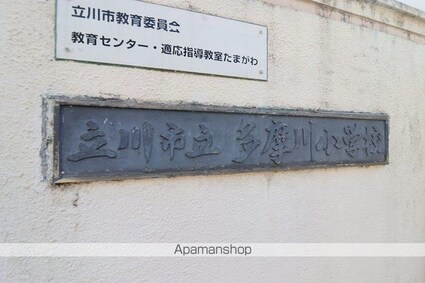 立川市教育委員会
教育センター・適応指導教室たまがわ
立川市立多摩川小学校
Apamanshop